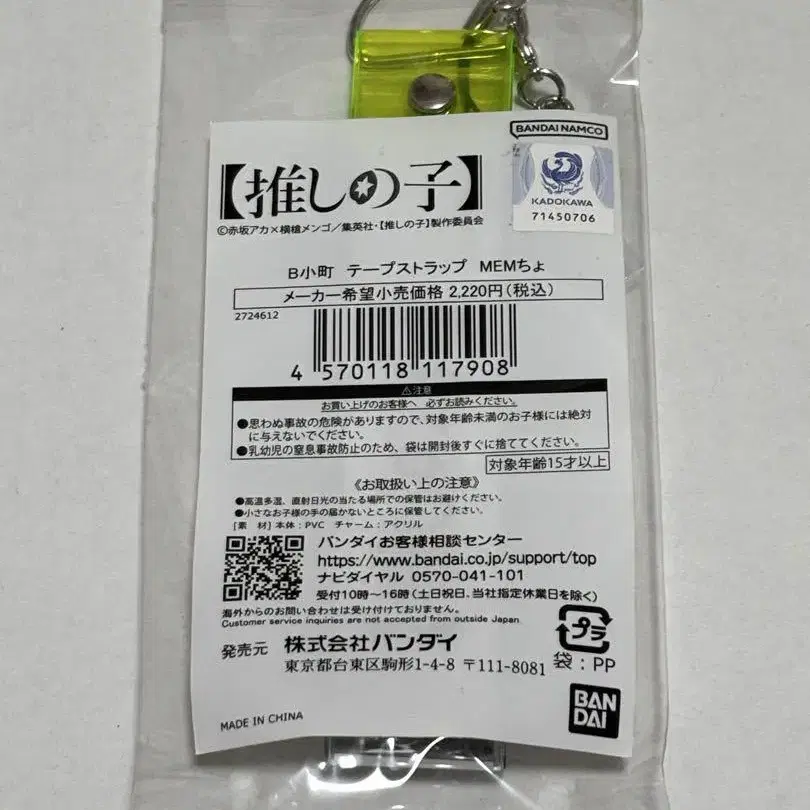 BANDAI NAMCO
【推しの子】
KADOKAWA
71450706
©赤坂アカ×横槍メンゴ／集英社・【推しの子】製作委員会
B小町 テープストラップ MEMちょ
メーカー希望小売価格 2,220円(税込)
2724612
4 570118 117908
⚠注意
お買い上げのお客様へ 必ずお読みください。
●思わぬ事故の危険がありますので、対象年齢未満のお子様には絶対
に与えないでください。
●乳幼児の窒息事故防止のため、袋は開封後すぐに捨ててください。
対象年齢15才以上
《お取扱い上の注意》
●高温多湿、直射日光の当たる場所での保管はお避けください。
●小さなお子様の手の届かないところに保管してください。
[素 材]本体：PVC チャーム：アクリル
バンダイお客様相談センター
https://www.bandai.co.jp/support/top
ナビダイヤル 0570-041-101
受付10時～16時(土日祝日、当社指定休業日を除く)
海外からのお問い合わせは受け付けておりません。
Customer service inquiries are not accepted from outside Japan
発売元 株式会社バンダイ
東京都台東区駒形1-4-8 〒111-8081
プラ
袋：PP
BANDAI
MADE IN CHINA